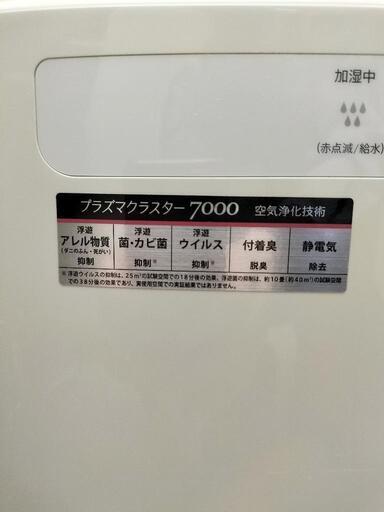 加湿中
(赤点滅/給水)
プラズマクラスター7000 空気浄化技術
浮遊
アレル物質
(ダニのふん・死がい)
抑制
浮遊
菌・カビ菌
抑制※
浮遊
ウイルス
抑制※
付着臭
脱臭
静電気
除去
※浮遊ウイルスの抑制は、25m³の試験空間での18分後の効果。浮遊菌の抑制は、約10畳(約40m³)の試験空間
での38分後の効果であり、実使用空間での実証結果ではありません。